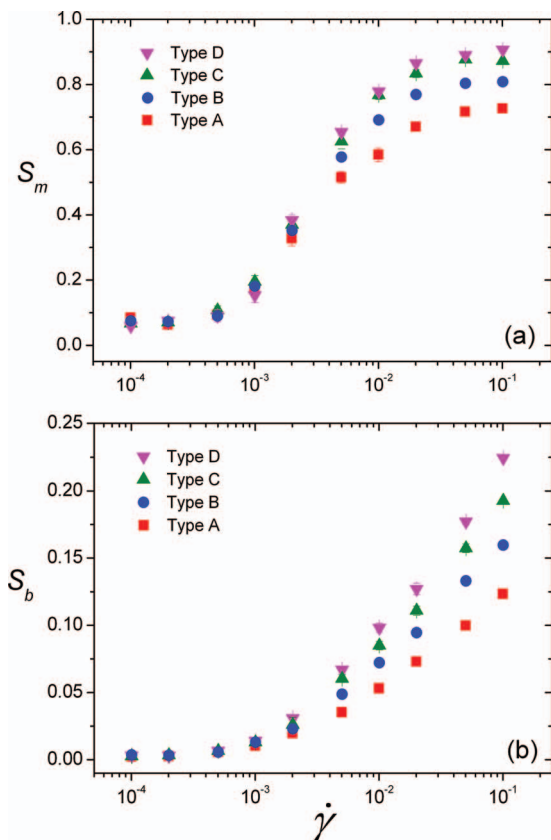 1.0
0.8
0.6
0.4
0.2
0.0
S_m
Type D
Type C
Type B
Type A
(a)
10^-4
10^-3
10^-2
10^-1
0.25
0.20
0.15
0.10
0.05
0.00
S_b
Type D
Type C
Type B
Type A
(b)
10^-4
10^-3
10^-2
10^-1
γ̇